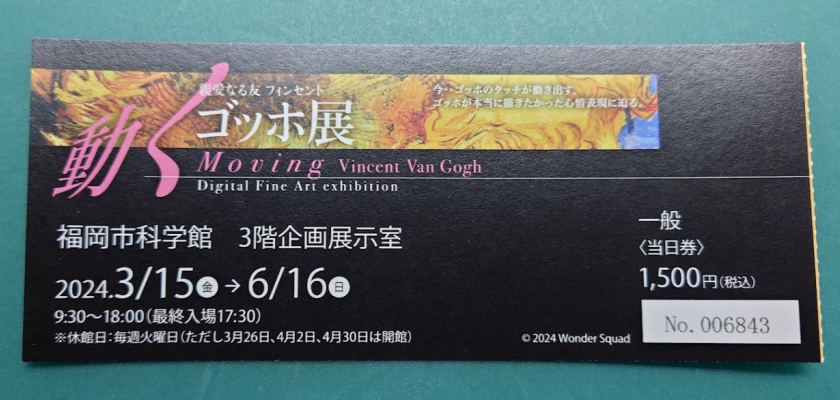 親愛なる友 フィンセント
動くゴッホ展
今‥ゴッホのタッチが動き出す。
ゴッホが本当に描きたかった心情表現に迫る。
Moving Vincent Van Gogh
Digital Fine Art exhibition
福岡市科学館 3階企画展示室
2024.3/15金→6/16日
9:30〜18:00(最終入場17:30)
※休館日:毎週火曜日(ただし3月26日、4月2日、4月30日は開館)
一般
〈当日券〉
1,500円(税込)
No.006843
© 2024 Wonder Squad